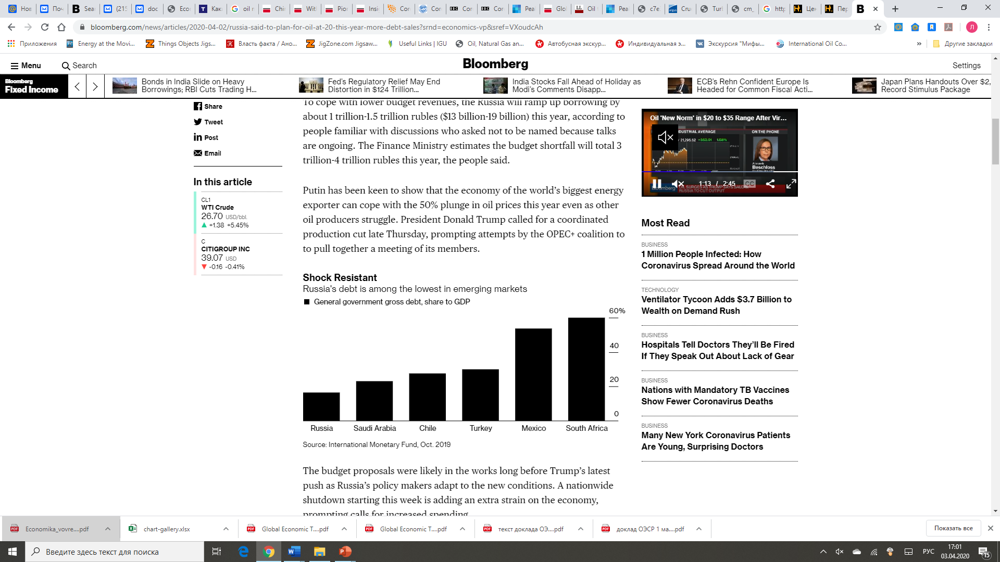 Нов
Поч
Sea
(215
doc
Eco
Как
oil r
Chi
Wit
Pior
Insi
Cor
Co
Cor
Cor
Pea
Glo
Oil
Pea
c7e
Cru
Turl
cm_
http
Цен
Пер
bloomberg.com/news/articles/2020-04-02/russia-said-to-plan-for-oil-at-20-this-year-more-debt-sales?srnd=economics-vp&sref=VXoudcAh
Л
Приложения
Energy at the Movi...
Things Objects Jigs...
Власть факта / Ано...
JigZone.com Jigsaw...
Useful Links | IGU
Oil, Natural Gas an...
Автобусная экскур...
Индивидуальная э...
Экскурсия "Мифы...
International Oil Co...
»
Другие закладки
Menu
Search
Bloomberg
Settings
Bloomberg
Fixed Income
Bonds in India Slide on Heavy
Borrowings; RBI Cuts Trading H...
Fed's Regulatory Relief May End
Distortion in $124 Trillion...
India Stocks Fall Ahead of Holiday as
Modi's Comments Disapp...
ECB's Rehn Confident Europe Is
Headed for Common Fiscal Acti...
Japan Plans Handouts Over $2,
Record Stimulus Package
Share
Tweet
Post
Email
In this article
CL1
WTI Crude
26.70 USD/bbl.
▲ +1.38 +5.45%
C
CITIGROUP INC
39.07 USD
▼ -0.16 -0.41%
To cope with lower budget revenues, the Russia will ramp up borrowing by
about 1 trillion-1.5 trillion rubles ($13 billion-19 billion) this year, according to
people familiar with discussions who asked not to be named because talks
are ongoing. The Finance Ministry estimates the budget shortfall will total 3
trillion-4 trillion rubles this year, the people said.
Putin has been keen to show that the economy of the world's biggest energy
exporter can cope with the 50% plunge in oil prices this year even as other
oil producers struggle. President Donald Trump called for a coordinated
production cut late Thursday, prompting attempts by the OPEC+ coalition to
to pull together a meeting of its members.
Shock Resistant
Russia's debt is among the lowest in emerging markets
General government gross debt, share to GDP
60%
40
20
0
Russia
Saudi Arabia
Chile
Turkey
Mexico
South Africa
Source: International Monetary Fund, Oct. 2019
The budget proposals were likely in the works long before Trump's latest
push as Russia's policy makers adapt to the new conditions. A nationwide
shutdown starting this week is adding an extra strain on the economy,
prompting calls for increased spending.
Oil 'New Norm' in $20 to $35 Range After Vir...
DUSTRIAL AVERAGE
21,295.52 +352.01 1.68%
ON THE PHONE
Beschloss
1:13 / 2:45
CC
Bloomberg
OIL SURGES AS TRUMP SAYS SAUDIS,
RUSSIA TO CUT OUTPUT
Most Read
BUSINESS
1 Million People Infected: How
Coronavirus Spread Around the World
TECHNOLOGY
Ventilator Tycoon Adds $3.7 Billion to
Wealth on Demand Rush
BUSINESS
Hospitals Tell Doctors They'll Be Fired
If They Speak Out About Lack of Gear
BUSINESS
Nations with Mandatory TB Vaccines
Show Fewer Coronavirus Deaths
BUSINESS
Many New York Coronavirus Patients
Are Young, Surprising Doctors
Economika_vovre....pdf
chart-gallery.xlsx
Global Economic T....pdf
Global Economic T....pdf
текст доклада ОЭ....pdf
доклад ОЭСР 1 ма....pdf
Показать все
Введите здесь текст для поиска
РУС
17:01
03.04.2020
15